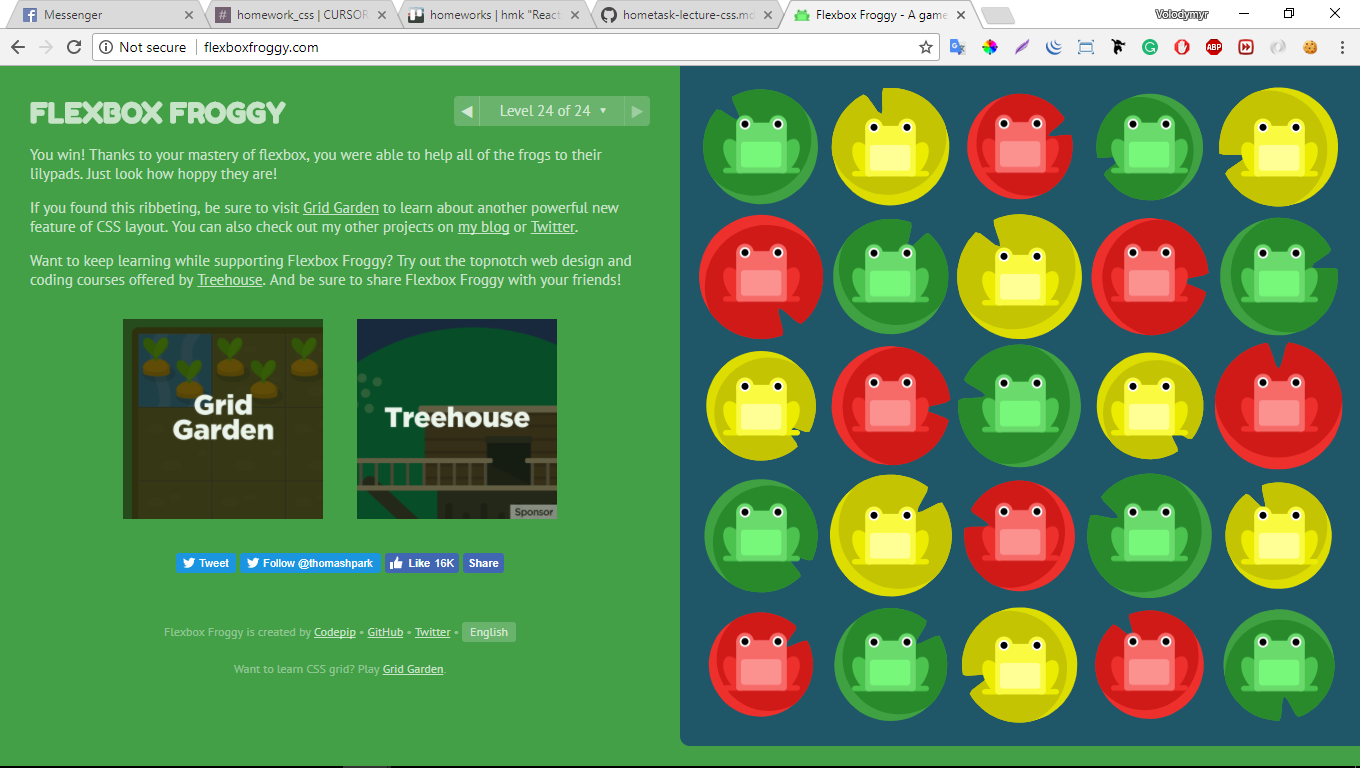 Messenger
homework_css | CURSOR
homeworks | hmk "React
hometask-lecture-css.md
Flexbox Froggy - A game
Volodymyr
Not secure
flexboxfroggy.com
ABP
FLEXBOX FROGGY
Level 24 of 24
You win! Thanks to your mastery of flexbox, you were able to help all of the frogs to their
lilypads. Just look how hoppy they are!
If you found this ribbeting, be sure to visit Grid Garden to learn about another powerful new
feature of CSS layout. You can also check out my other projects on my blog or Twitter.
Want to keep learning while supporting Flexbox Froggy? Try out the topnotch web design and
coding courses offered by Treehouse. And be sure to share Flexbox Froggy with your friends!
Grid
Garden
Treehouse
Sponsor
Tweet
Follow @thomashpark
Like 16K
Share
Flexbox Froggy is created by Codepip • GitHub • Twitter • English
Want to learn CSS grid? Play Grid Garden.